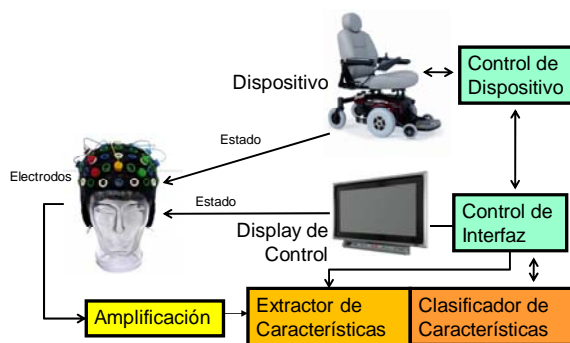 Control de
Dispositivo
Dispositivo
Estado
Electrodos
Estado
Control de
Interfaz
Display de
Control
Amplificación
Extractor de
Características
Clasificador de
Características